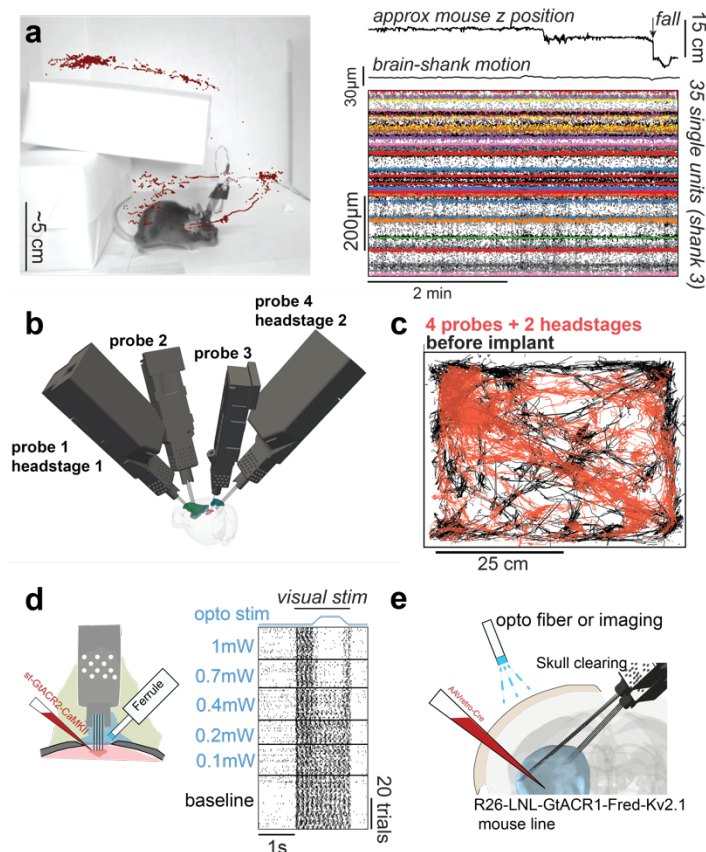 a
~5 cm
approx mouse z position
fall
15 cm
brain-shank motion
30µm
200µm
35 single units (shank 3)
2 min
b
probe 1
headstage 1
probe 2
probe 3
probe 4
headstage 2
c
4 probes + 2 headstages
before implant
25 cm
d
st-GtACR2-CaMKII
Ferrule
visual stim
opto stim
1mW
0.7mW
0.4mW
0.2mW
0.1mW
baseline
20 trials
1s
e
opto fiber or imaging
Skull clearing
AAVretro-Cre
R26-LNL-GtACR1-Fred-Kv2.1
mouse line